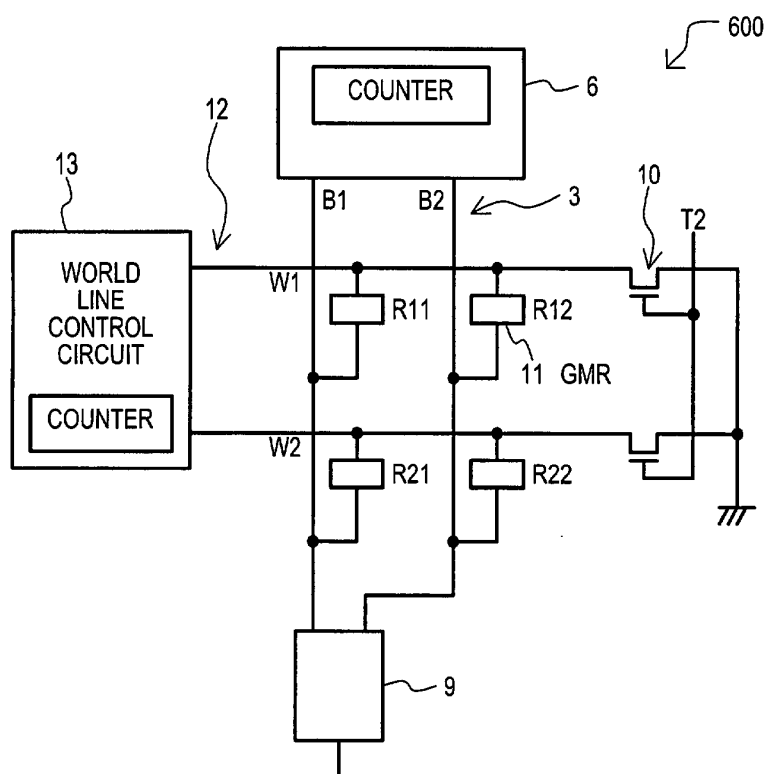 600
COUNTER
6
12
13
B1
B2
3
10
T2
WORLD
LINE
CONTROL
CIRCUIT
W1
R11
R12
11 GMR
COUNTER
W2
R21
R22
9